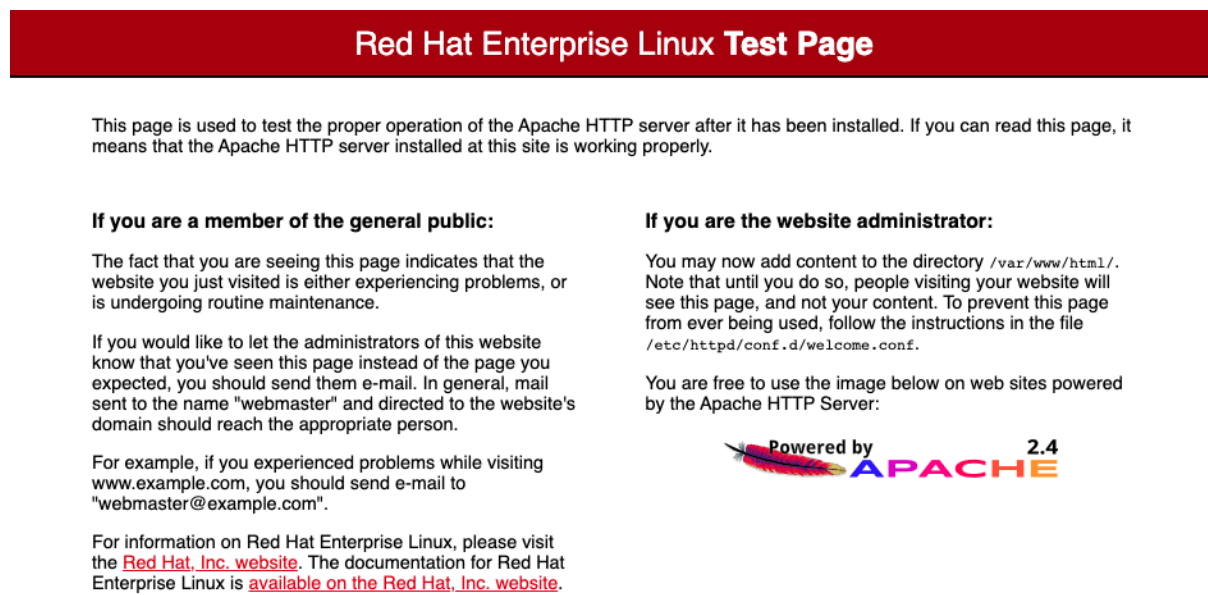 Red Hat Enterprise Linux Test Page
This page is used to test the proper operation of the Apache HTTP server after it has been installed. If you can read this page, it
means that the Apache HTTP server installed at this site is working properly.
If you are a member of the general public:
The fact that you are seeing this page indicates that the
website you just visited is either experiencing problems, or
is undergoing routine maintenance.
If you would like to let the administrators of this website
know that you've seen this page instead of the page you
expected, you should send them e-mail. In general, mail
sent to the name "webmaster" and directed to the website's
domain should reach the appropriate person.
For example, if you experienced problems while visiting
www.example.com, you should send e-mail to
"webmaster@example.com".
For information on Red Hat Enterprise Linux, please visit
the Red Hat, Inc. website. The documentation for Red Hat
Enterprise Linux is available on the Red Hat, Inc. website.
If you are the website administrator:
You may now add content to the directory /var/www/html/.
Note that until you do so, people visiting your website will
see this page, and not your content. To prevent this page
from ever being used, follow the instructions in the file
/etc/httpd/conf.d/welcome.conf.
You are free to use the image below on web sites powered
by the Apache HTTP Server:
Powered by 2.4
APACHE